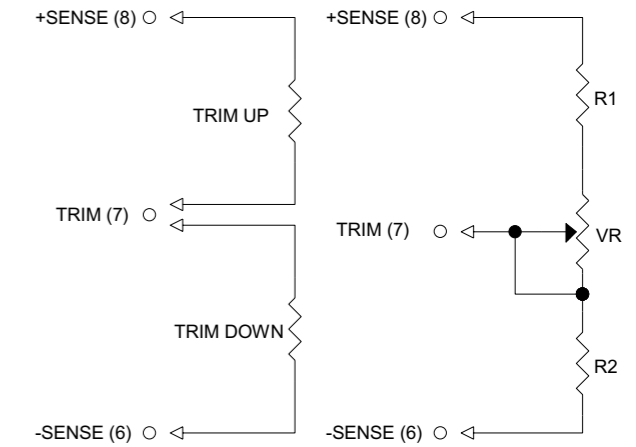 +SENSE (8)
TRIM UP
TRIM (7)
TRIM DOWN
-SENSE (6)
+SENSE (8)
R1
TRIM (7)
VR
R2
-SENSE (6)